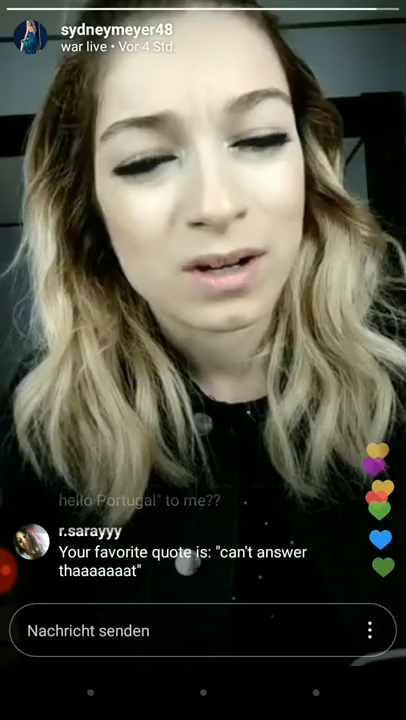 sydneymeyer48
war live • Vor 4 Std.
hello Portugal" to me??
r.sarayyy
Your favorite quote is: "can't answer
thaaaaaaat"
Nachricht senden